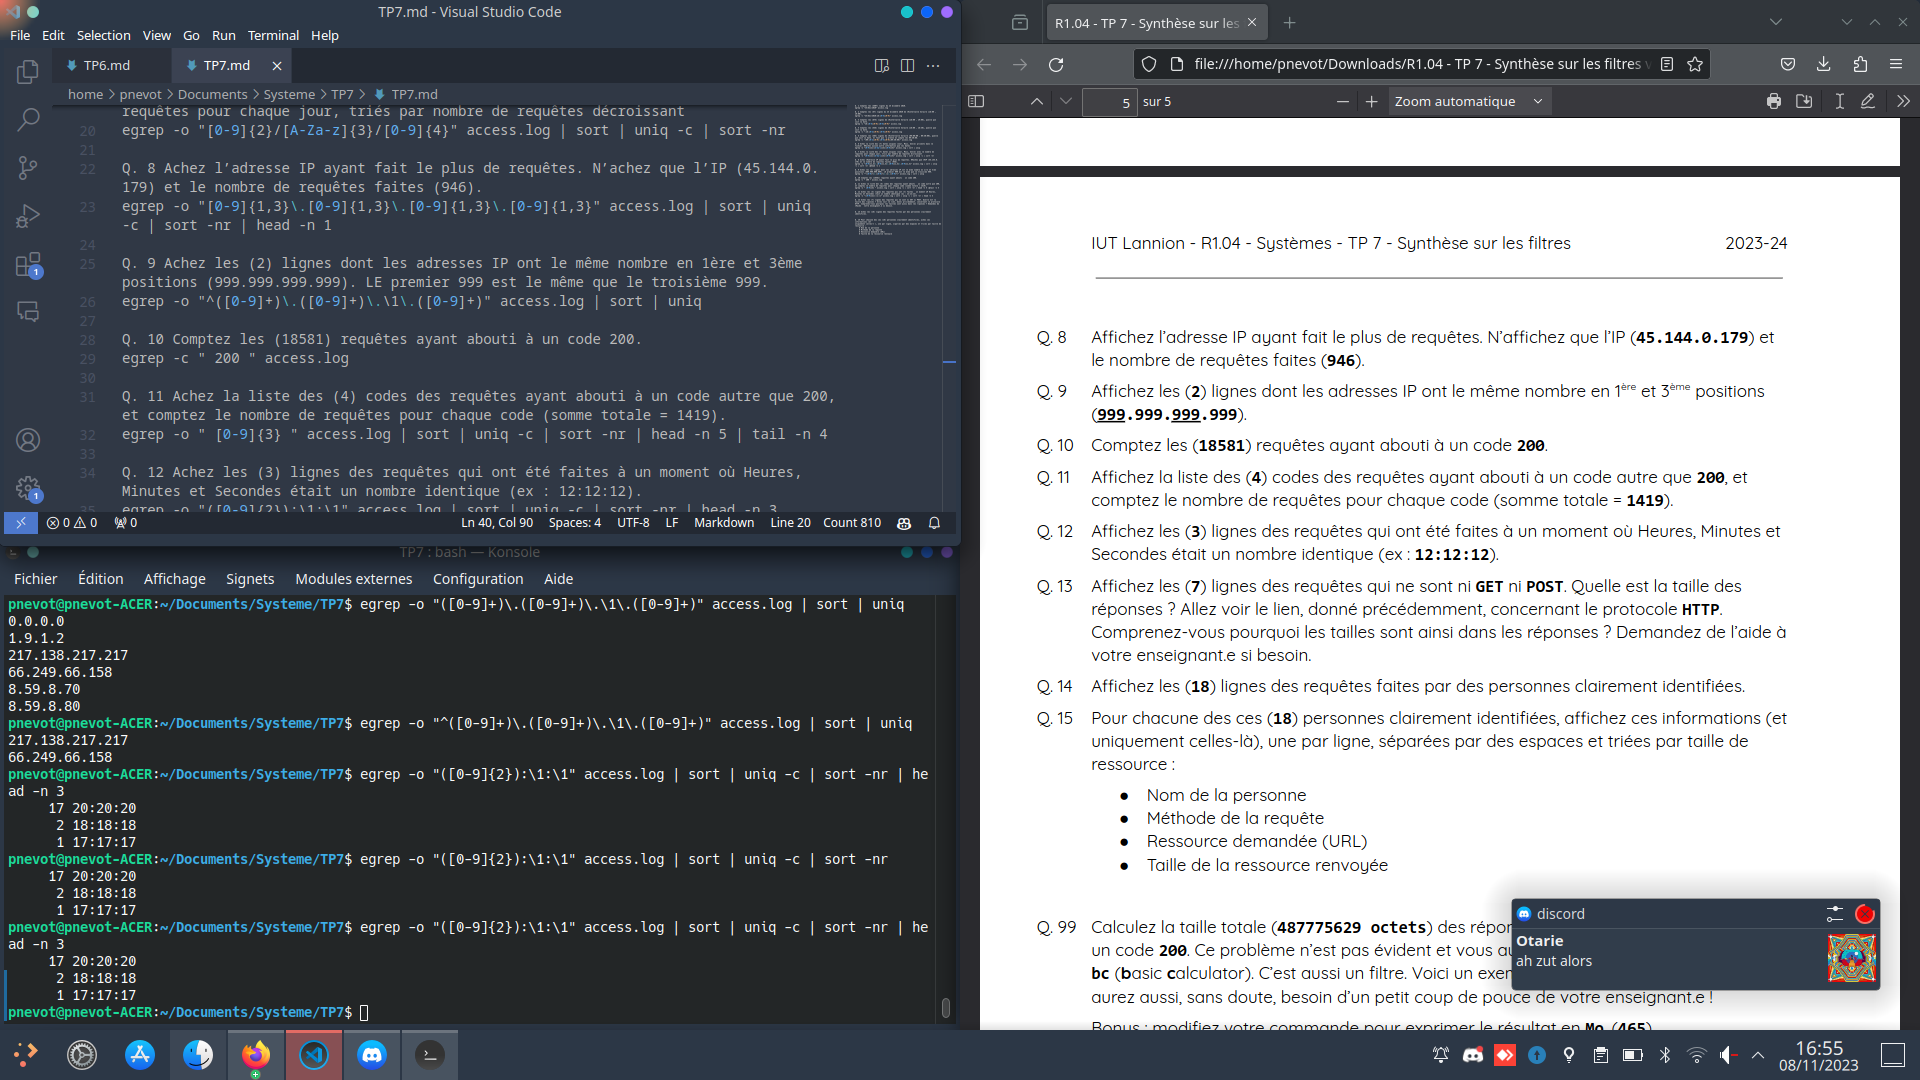 TP7.md - Visual Studio Code
File Edit Selection View Go Run Terminal Help
TP6.md
TP7.md
home > pnevot > Documents > Systeme > TP7 > TP7.md
requêtes pour chaque jour, triés par nombre de requêtes décroissant
20 egrep -o "[0-9]{2}/[A-Za-z]{3}/[0-9]{4}" access.log | sort | uniq -c | sort -nr
21
22 Q. 8 Achez l’adresse IP ayant fait le plus de requêtes. N’achez que l’IP (45.144.0.
179) et le nombre de requêtes faites (946).
23 egrep -o "[0-9]{1,3}\.[0-9]{1,3}\.[0-9]{1,3}\.[0-9]{1,3}" access.log | sort | uniq
-c | sort -nr | head -n 1
24
25 Q. 9 Achez les (2) lignes dont les adresses IP ont le même nombre en 1ère et 3ème
positions (999.999.999.999). LE premier 999 est le même que le troisième 999.
26 egrep -o "^([0-9]+)\.([0-9]+)\.\1\.([0-9]+)" access.log | sort | uniq
27
28 Q. 10 Comptez les (18581) requêtes ayant abouti à un code 200.
29 egrep -c " 200 " access.log
30
31 Q. 11 Achez la liste des (4) codes des requêtes ayant abouti à un code autre que 200,
et comptez le nombre de requêtes pour chaque code (somme totale = 1419).
32 egrep -o " [0-9]{3} " access.log | sort | uniq -c | sort -nr | head -n 5 | tail -n 4
33
34 Q. 12 Achez les (3) lignes des requêtes qui ont été faites à un moment où Heures,
Minutes et Secondes était un nombre identique (ex : 12:12:12).
35 egrep -o "([0-9]{2}):\1:\1" access.log | sort | uniq -c | sort -nr | head -n 3
1
1
0 0 0 Ln 40, Col 90 Spaces: 4 UTF-8 LF Markdown Line 20 Count 810
TP7 : bash — Konsole
Fichier Édition Affichage Signets Modules externes Configuration Aide
pnevot@pnevot-ACER:~/Documents/Systeme/TP7$ egrep -o "([0-9]+)\.([0-9]+)\.\1\.([0-9]+)" access.log | sort | uniq
0.0.0.0
1.9.1.2
217.138.217.217
66.249.66.158
8.59.8.70
8.59.8.80
pnevot@pnevot-ACER:~/Documents/Systeme/TP7$ egrep -o "^([0-9]+)\.([0-9]+)\.\1\.([0-9]+)" access.log | sort | uniq
217.138.217.217
66.249.66.158
pnevot@pnevot-ACER:~/Documents/Systeme/TP7$ egrep -o "([0-9]{2}):\1:\1" access.log | sort | uniq -c | sort -nr | he
ad -n 3
17 20:20:20
2 18:18:18
1 17:17:17
pnevot@pnevot-ACER:~/Documents/Systeme/TP7$ egrep -o "([0-9]{2}):\1:\1" access.log | sort | uniq -c | sort -nr
17 20:20:20
2 18:18:18
1 17:17:17
pnevot@pnevot-ACER:~/Documents/Systeme/TP7$ egrep -o "([0-9]{2}):\1:\1" access.log | sort | uniq -c | sort -nr | he
ad -n 3
17 20:20:20
2 18:18:18
1 17:17:17
pnevot@pnevot-ACER:~/Documents/Systeme/TP7$
R1.04 - TP 7 - Synthèse sur les
file:///home/pnevot/Downloads/R1.04 - TP 7 - Synthèse sur les filtres
5 sur 5 Zoom automatique
IUT Lannion - R1.04 - Systèmes - TP 7 - Synthèse sur les filtres 2023-24
Q. 8 Affichez l’adresse IP ayant fait le plus de requêtes. N’affichez que l’IP (45.144.0.179) et
le nombre de requêtes faites (946).
Q. 9 Affichez les (2) lignes dont les adresses IP ont le même nombre en 1ère et 3ème positions
(999.999.999.999).
Q. 10 Comptez les (18581) requêtes ayant abouti à un code 200.
Q. 11 Affichez la liste des (4) codes des requêtes ayant abouti à un code autre que 200, et
comptez le nombre de requêtes pour chaque code (somme totale = 1419).
Q. 12 Affichez les (3) lignes des requêtes qui ont été faites à un moment où Heures, Minutes et
Secondes était un nombre identique (ex : 12:12:12).
Q. 13 Affichez les (7) lignes des requêtes qui ne sont ni GET ni POST. Quelle est la taille des
réponses ? Allez voir le lien, donné précédemment, concernant le protocole HTTP.
Comprenez-vous pourquoi les tailles sont ainsi dans les réponses ? Demandez de l’aide à
votre enseignant.e si besoin.
Q. 14 Affichez les (18) lignes des requêtes faites par des personnes clairement identifiées.
Q. 15 Pour chacune des ces (18) personnes clairement identifiées, affichez ces informations (et
uniquement celles-là), une par ligne, séparées par des espaces et triées par taille de
ressource :
● Nom de la personne
● Méthode de la requête
● Ressource demandée (URL)
● Taille de la ressource renvoyée
Q. 99 Calculez la taille totale (487775629 octets) des répon
un code 200. Ce problème n’est pas évident et vous au
bc (basic calculator). C’est aussi un filtre. Voici un exem
aurez aussi, sans doute, besoin d’un petit coup de pouce de votre enseignant.e !
Bonus : modifiez votre commande pour exprimer le résultat en Mo (465)
discord
Otarie
ah zut alors
16:55
08/11/2023